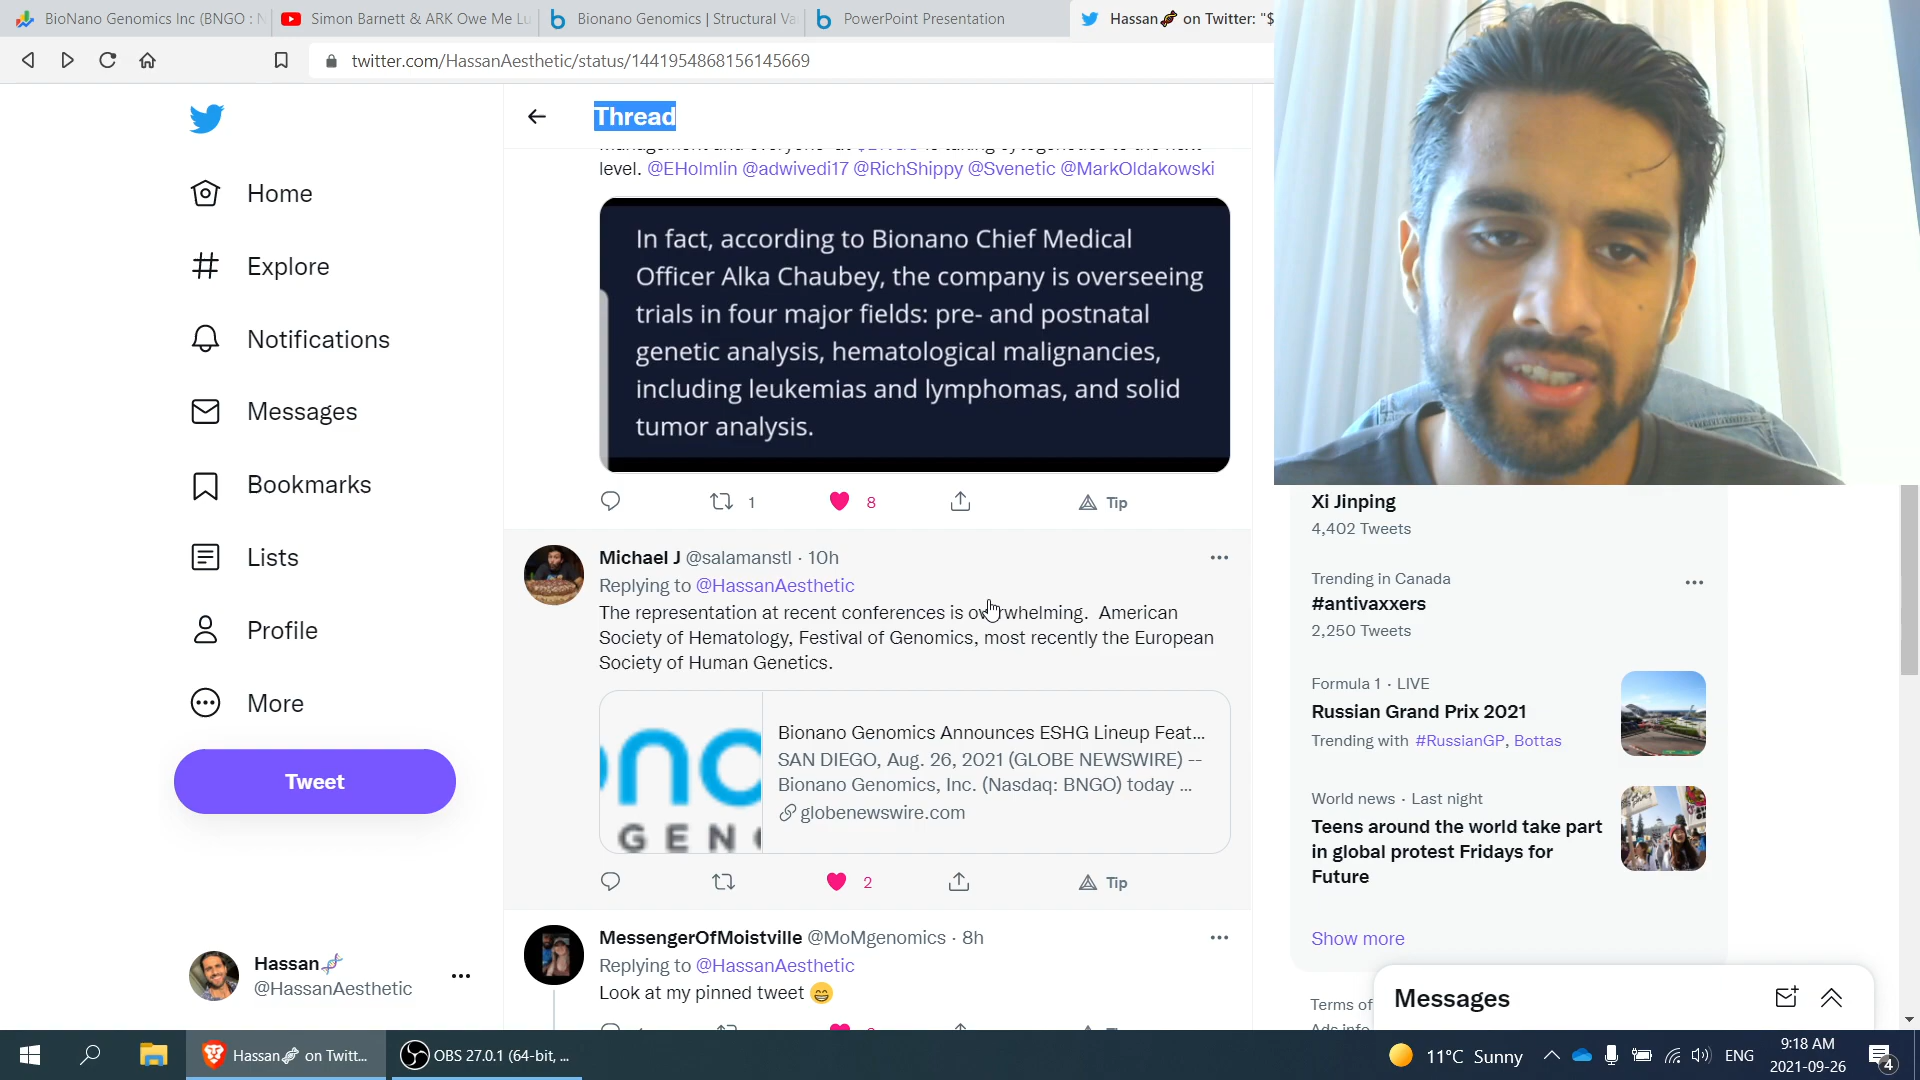 BioNano Genomics Inc (BNGO : N
Simon Barnett & ARK Owe Me Lu
Bionano Genomics | Structural Va
PowerPoint Presentation
Hassan🧬 on Twitter: "$
twitter.com/HassanAesthetic/status/1441954868156145669
Home
Explore
Notifications
Messages
Bookmarks
Lists
Profile
More
Tweet
Hassan🧬
@HassanAesthetic
Thread
level. @EHolmlin @adwivedi17 @RichShippy @Svenetic @MarkOldakowski
In fact, according to Bionano Chief Medical
Officer Alka Chaubey, the company is overseeing
trials in four major fields: pre- and postnatal
genetic analysis, hematological malignancies,
including leukemias and lymphomas, and solid
tumor analysis.
1
8
Tip
Michael J @salamanstl · 10h
Replying to @HassanAesthetic
The representation at recent conferences is overwhelming. American
Society of Hematology, Festival of Genomics, most recently the European
Society of Human Genetics.
Bionano Genomics Announces ESHG Lineup Feat...
SAN DIEGO, Aug. 26, 2021 (GLOBE NEWSWIRE) --
Bionano Genomics, Inc. (Nasdaq: BNGO) today ...
globenewswire.com
ono
GENO
2
Tip
MessengerOfMoistville @MoMgenomics · 8h
Replying to @HassanAesthetic
Look at my pinned tweet 😁
Xi Jinping
4,402 Tweets
Trending in Canada
#antivaxxers
2,250 Tweets
Formula 1 · LIVE
Russian Grand Prix 2021
Trending with #RussianGP, Bottas
World news · Last night
Teens around the world take part
in global protest Fridays for
Future
Show more
Terms of
Messages
Hassan🧬 on Twitt...
OBS 27.0.1 (64-bit, ...
11°C Sunny
ENG
9:18 AM
2021-09-26
4